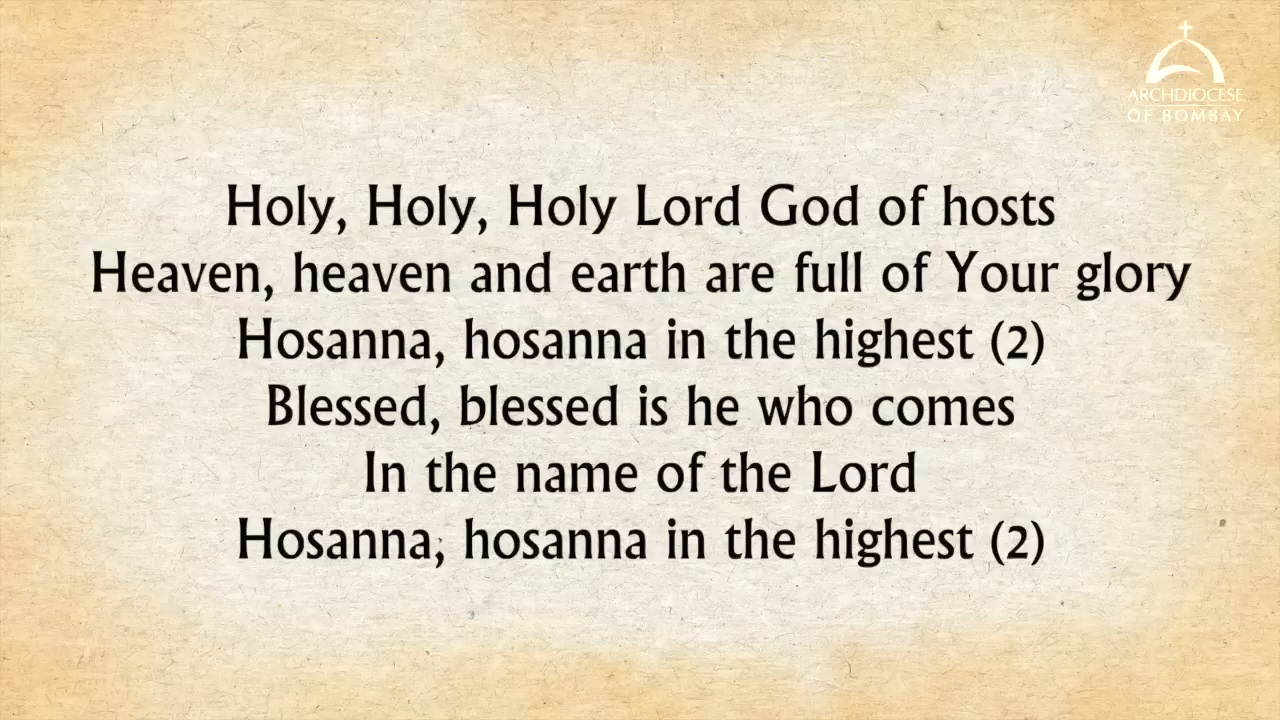 ARCHDIOCESE
OF BOMBAY
Holy, Holy, Holy Lord God of hosts
Heaven, heaven and earth are full of Your glory
Hosanna, hosanna in the highest (2)
Blessed, blessed is he who comes
In the name of the Lord
Hosanna, hosanna in the highest (2)